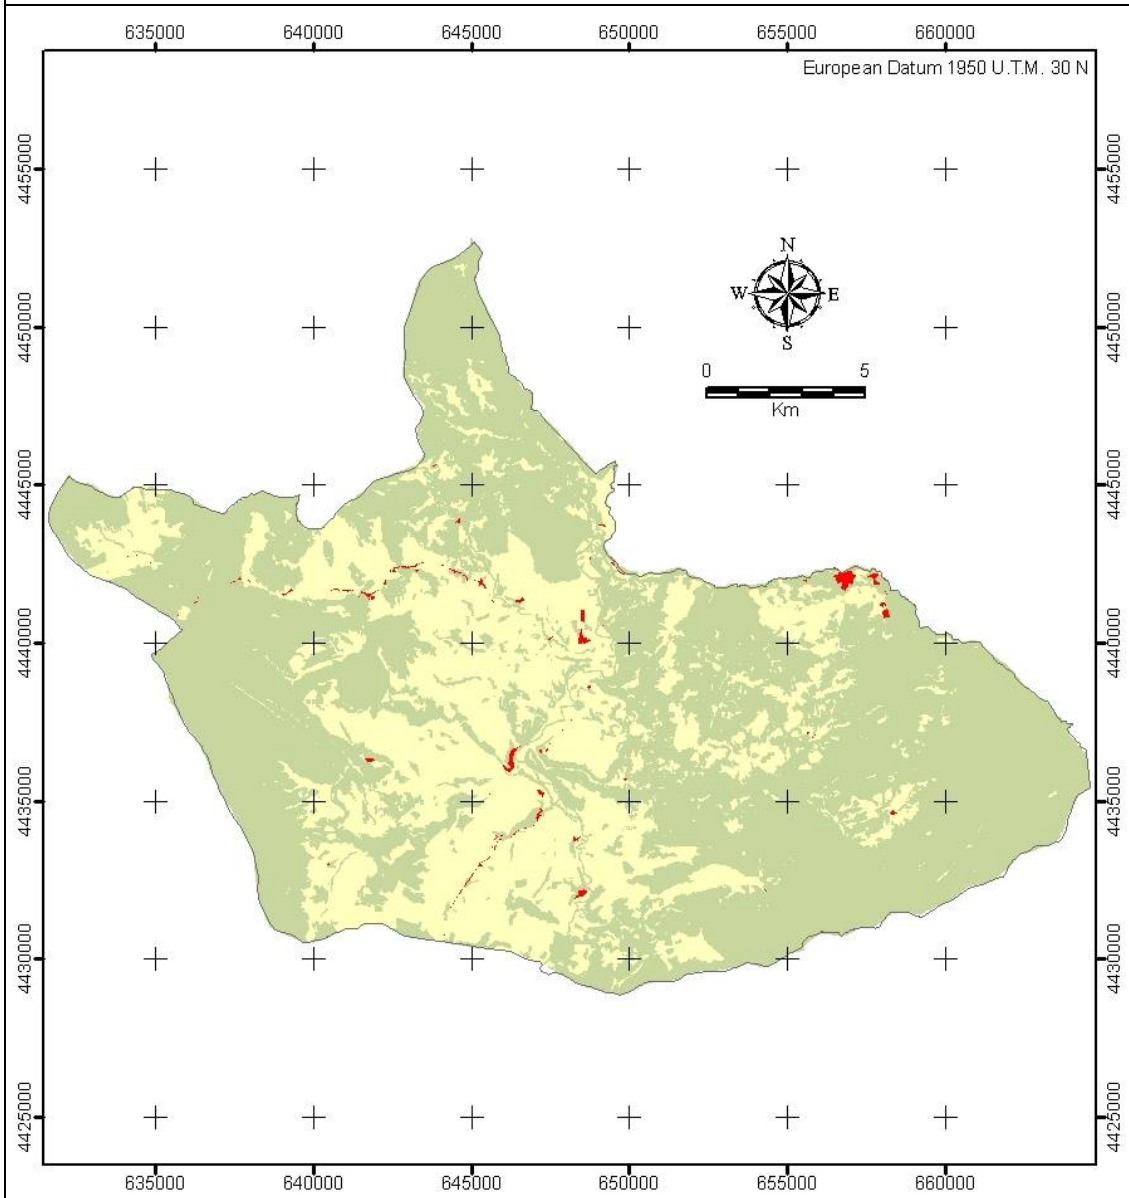 635000 640000 645000 650000 655000 660000
European Datum 1950 U.T.M. 30 N
4455000 4455000
N
W E
S
4450000 4450000
0 5
Km
4445000 4445000
4440000 4440000
4435000 4435000
4430000 4430000
4425000 4425000
635000 640000 645000 650000 655000 660000